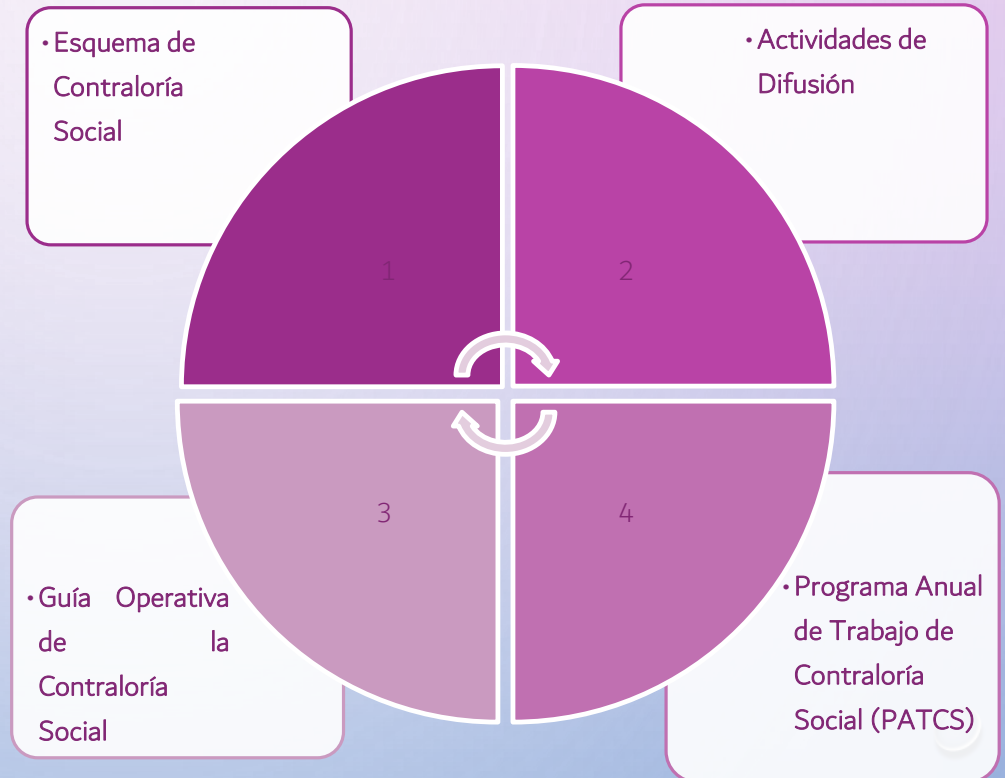 • Esquema de
Contraloría
Social
• Actividades de
Difusión
1
2
3
4
• Guía Operativa
de la
Contraloría
Social
• Programa Anual
de Trabajo de
Contraloría
Social (PATCS)